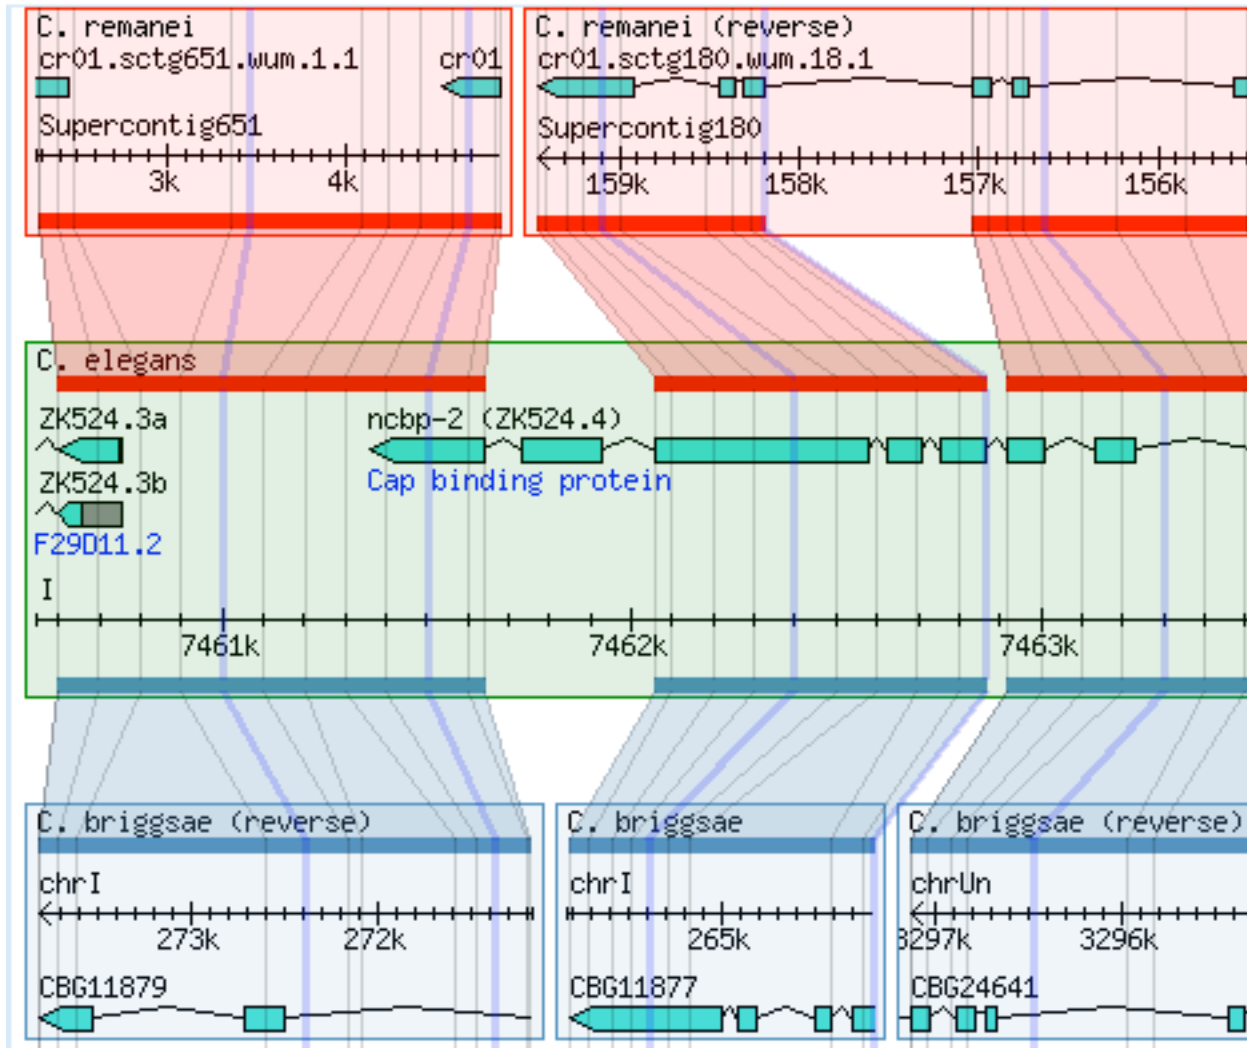 C. remanei
cr01.sctg651.wum.1.1
cr01
Supercontig651
3k 4k
C. remanei (reverse)
cr01.sctg180.wum.18.1
Supercontig180
159k 158k 157k 156k
C. elegans
ZK524.3a
ncbp-2 (ZK524.4)
ZK524.3b
Cap binding protein
F29D11.2
I
7461k 7462k 7463k
C. briggsae (reverse)
chrI
273k 272k
CBG11879
C. briggsae
chrI
265k
CBG11877
C. briggsae (reverse)
chrUn
3297k 3296k
CBG24641